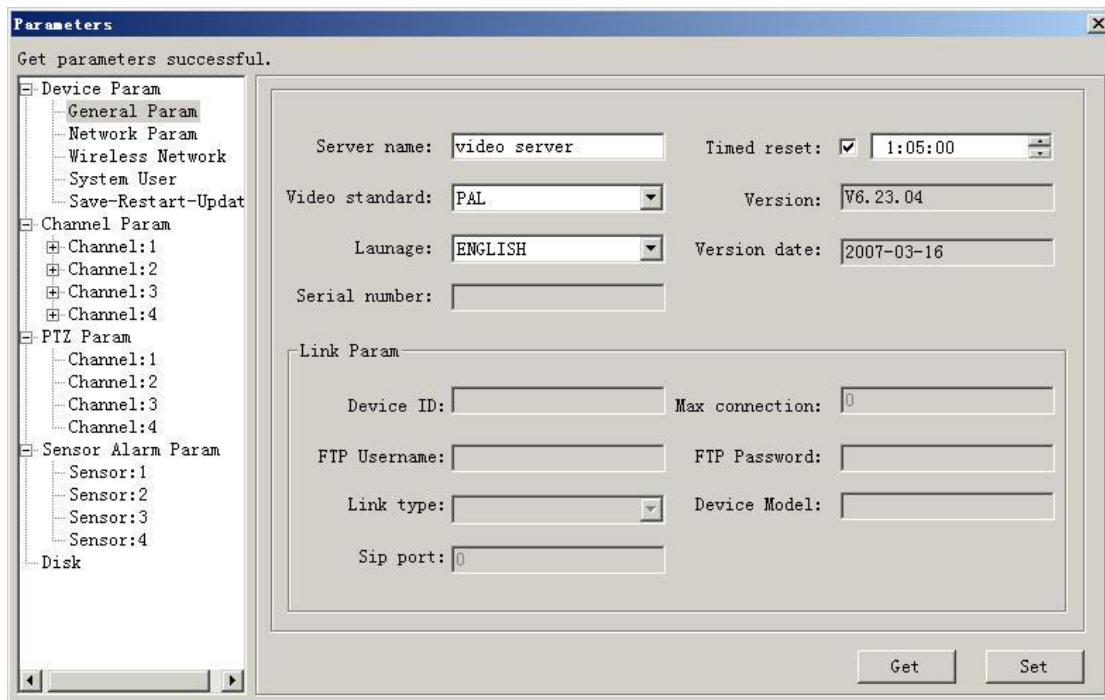 Parameters
Get parameters successful.
Device Param
General Param
Network Param
Wireless Network
System User
Save-Restart-Updat
Channel Param
Channel:1
Channel:2
Channel:3
Channel:4
PTZ Param
Channel:1
Channel:2
Channel:3
Channel:4
Sensor Alarm Param
Sensor:1
Sensor:2
Sensor:3
Sensor:4
Disk
Server name: video server
Timed reset: 1:05:00
Video standard: PAL
Version: V6.23.04
Launage: ENGLISH
Version date: 2007-03-16
Serial number:
Link Param
Device ID:
Max connection: 0
FTP Username:
FTP Password:
Link type:
Device Model:
Sip port: 0
Get Set